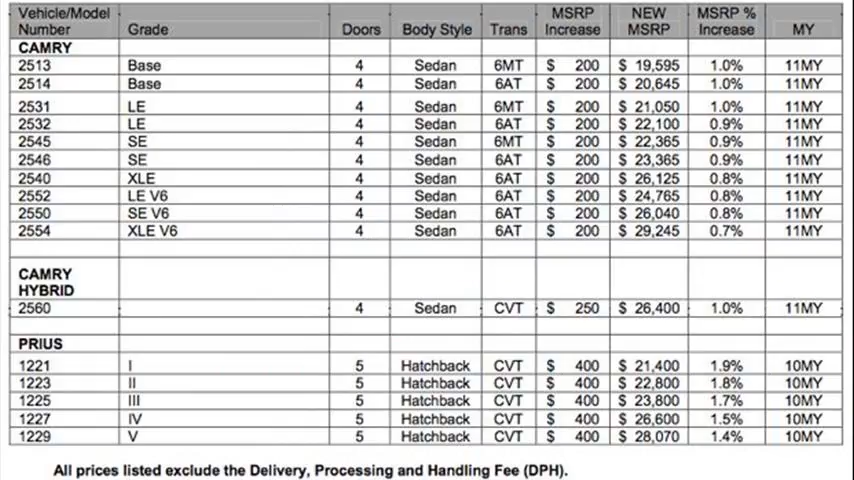 Vehicle/Model Number Grade Doors Body Style Trans MSRP Increase NEW MSRP MSRP % Increase MY
CAMRY
2513 Base 4 Sedan 6MT $ 200 $ 19,595 1.0% 11MY
2514 Base 4 Sedan 6AT $ 200 $ 20,645 1.0% 11MY
2531 LE 4 Sedan 6MT $ 200 $ 21,050 1.0% 11MY
2532 LE 4 Sedan 6AT $ 200 $ 22,100 0.9% 11MY
2545 SE 4 Sedan 6MT $ 200 $ 22,365 0.9% 11MY
2546 SE 4 Sedan 6AT $ 200 $ 23,365 0.9% 11MY
2540 XLE 4 Sedan 6AT $ 200 $ 26,125 0.8% 11MY
2552 LE V6 4 Sedan 6AT $ 200 $ 24,765 0.8% 11MY
2550 SE V6 4 Sedan 6AT $ 200 $ 26,040 0.8% 11MY
2554 XLE V6 4 Sedan 6AT $ 200 $ 29,245 0.7% 11MY
CAMRY
HYBRID
2560 4 Sedan CVT $ 250 $ 26,400 1.0% 11MY
PRIUS
1221 I 5 Hatchback CVT $ 400 $ 21,400 1.9% 10MY
1223 II 5 Hatchback CVT $ 400 $ 22,800 1.8% 10MY
1225 III 5 Hatchback CVT $ 400 $ 23,800 1.7% 10MY
1227 IV 5 Hatchback CVT $ 400 $ 26,600 1.5% 10MY
1229 V 5 Hatchback CVT $ 400 $ 28,070 1.4% 10MY
All prices listed exclude the Delivery, Processing and Handling Fee (DPH).